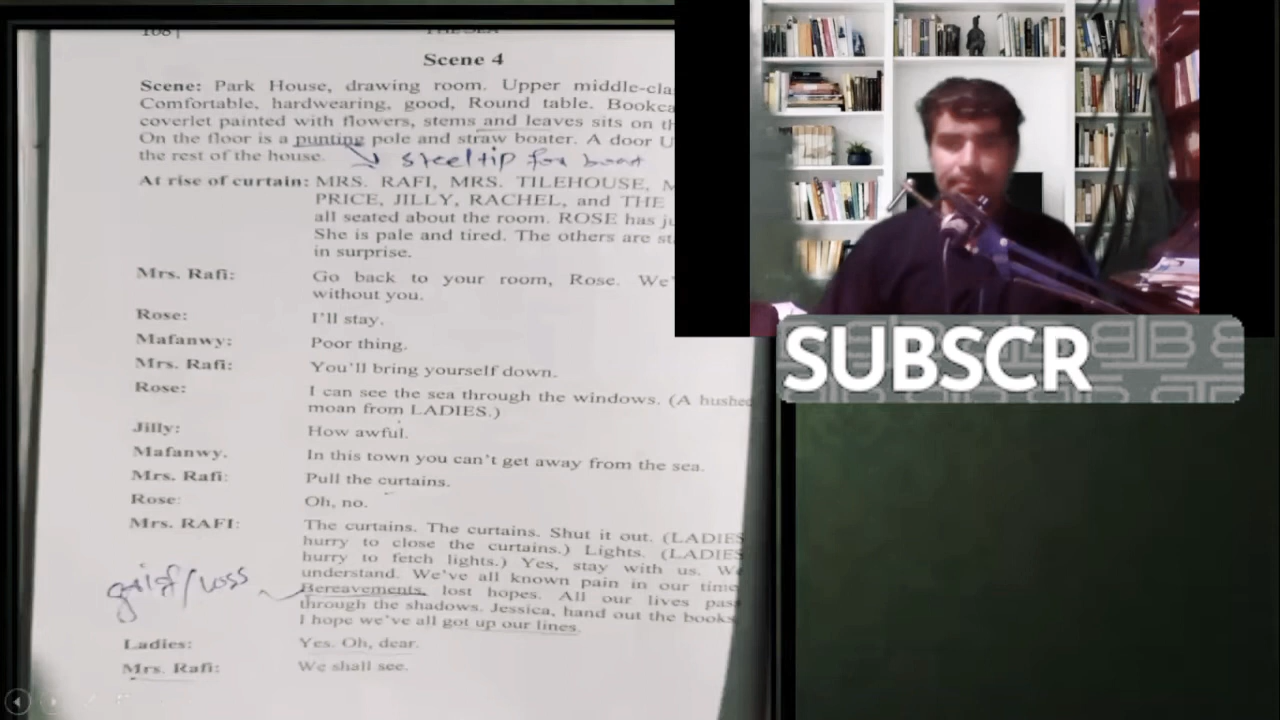 108 | THE SEA
Scene 4
Scene: Park House, drawing room. Upper middle-cla
Comfortable, hardwearing, good, Round table. Bookca
coverlet painted with flowers, stems and leaves sits on th
On the floor is a punting pole and straw boater. A door U
the rest of the house.
steel tip for boat
At rise of curtain: MRS. RAFI, MRS. TILEHOUSE, M
PRICE, JILLY, RACHEL, and THE
all seated about the room. ROSE has ju
She is pale and tired. The others are sta
in surprise.
Mrs. Rafi: Go back to your room, Rose. We'
without you.
Rose: I'll stay.
Mafanwy: Poor thing.
Mrs. Rafi: You'll bring yourself down.
Rose: I can see the sea through the windows. (A hushed
moan from LADIES.)
Jilly: How awful.
Mafanwy. In this town you can't get away from the sea.
Mrs. Rafi: Pull the curtains.
Rose: Oh, no.
Mrs. RAFI: The curtains. The curtains. Shut it out. (LADIES
hurry to close the curtains.) Lights. (LADIES
hurry to fetch lights.) Yes, stay with us. We
understand. We've all known pain in our time
grief/loss
Bereavements, lost hopes. All our lives pass
through the shadows. Jessica, hand out the books.
I hope we've all got up our lines.
Ladies: Yes. Oh, dear.
Mrs. Rafi: We shall see.
SUBSCR